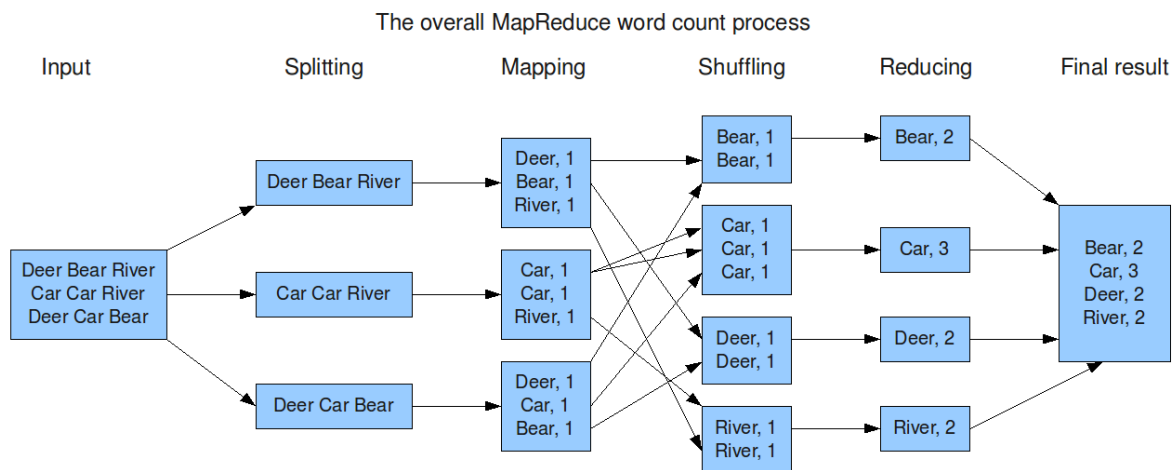 The overall MapReduce word count process
Input
Splitting
Mapping
Shuffling
Reducing
Final result
Deer Bear River
Car Car River
Deer Car Bear
Deer Bear River
Car Car River
Deer Car Bear
Deer, 1
Bear, 1
River, 1
Car, 1
Car, 1
River, 1
Deer, 1
Car, 1
Bear, 1
Bear, 1
Bear, 1
Car, 1
Car, 1
Car, 1
Deer, 1
Deer, 1
River, 1
River, 1
Bear, 2
Car, 3
Deer, 2
River, 2
Bear, 2
Car, 3
Deer, 2
River, 2